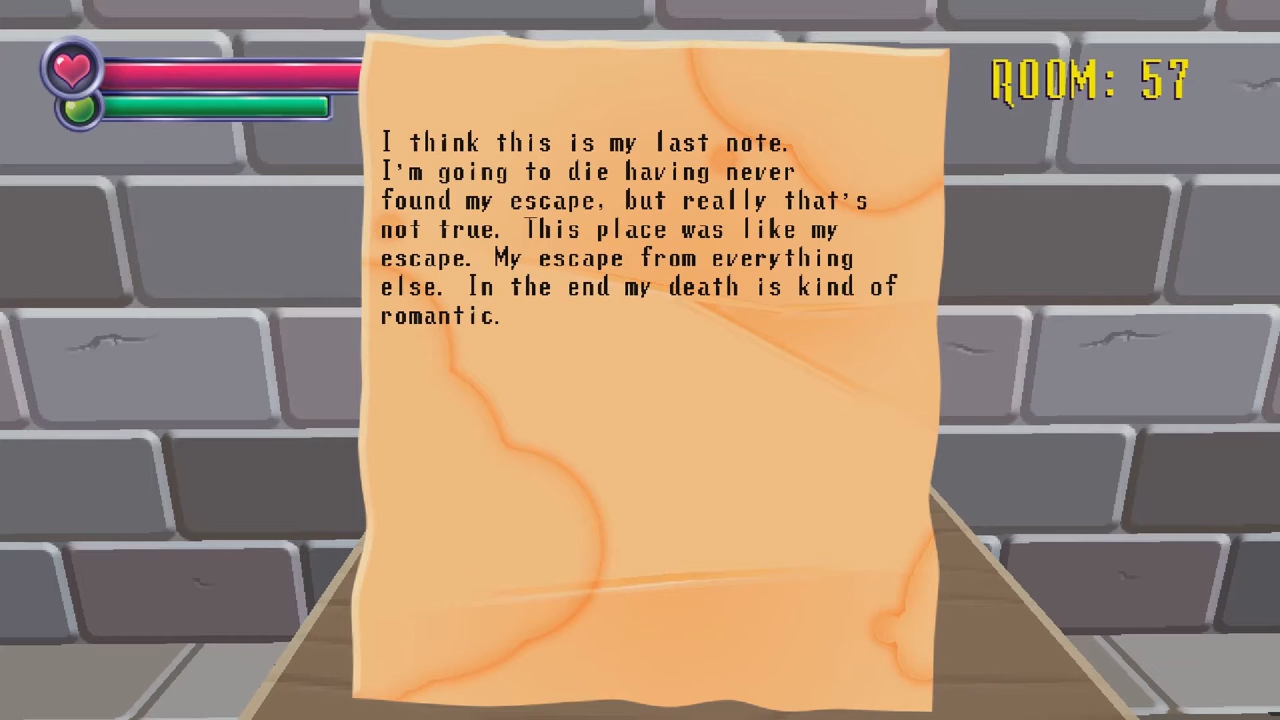 ROOM: 57
I think this is my last note.
I'm going to die having never
found my escape, but really that's
not true. This place was like my
escape. My escape from everything
else. In the end my death is kind of
romantic.